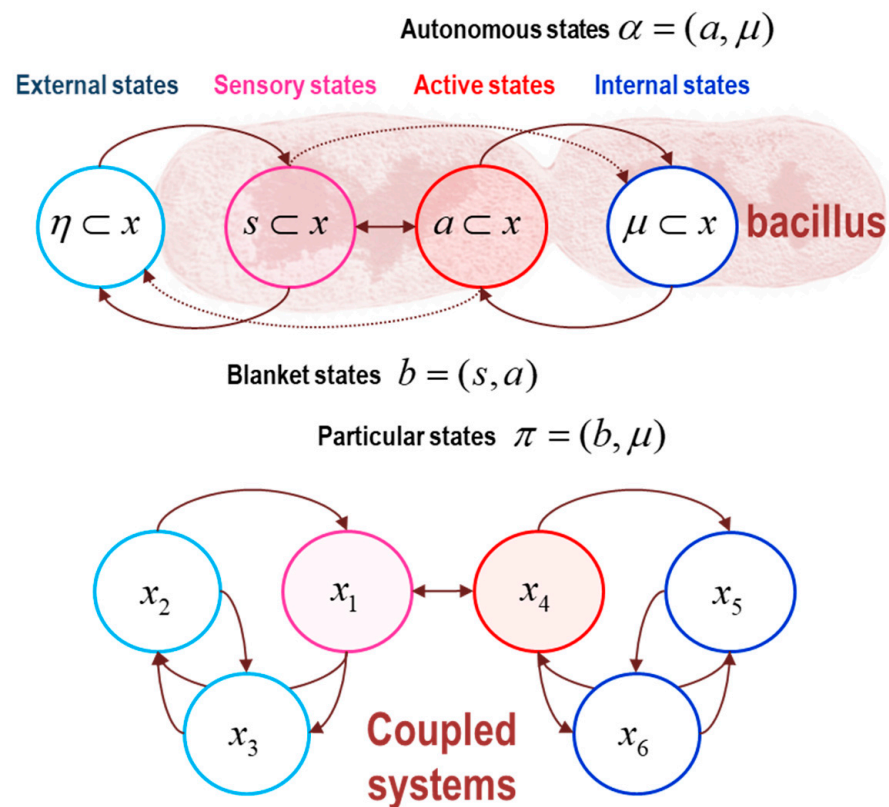 Autonomous states α = (a, μ)
External states Sensory states Active states Internal states
η ⊂ x s ⊂ x a ⊂ x μ ⊂ x bacillus
Blanket states b = (s, a)
Particular states π = (b, μ)
x₂ x₁ x₄ x₅
x₃ x₆
Coupled
systems